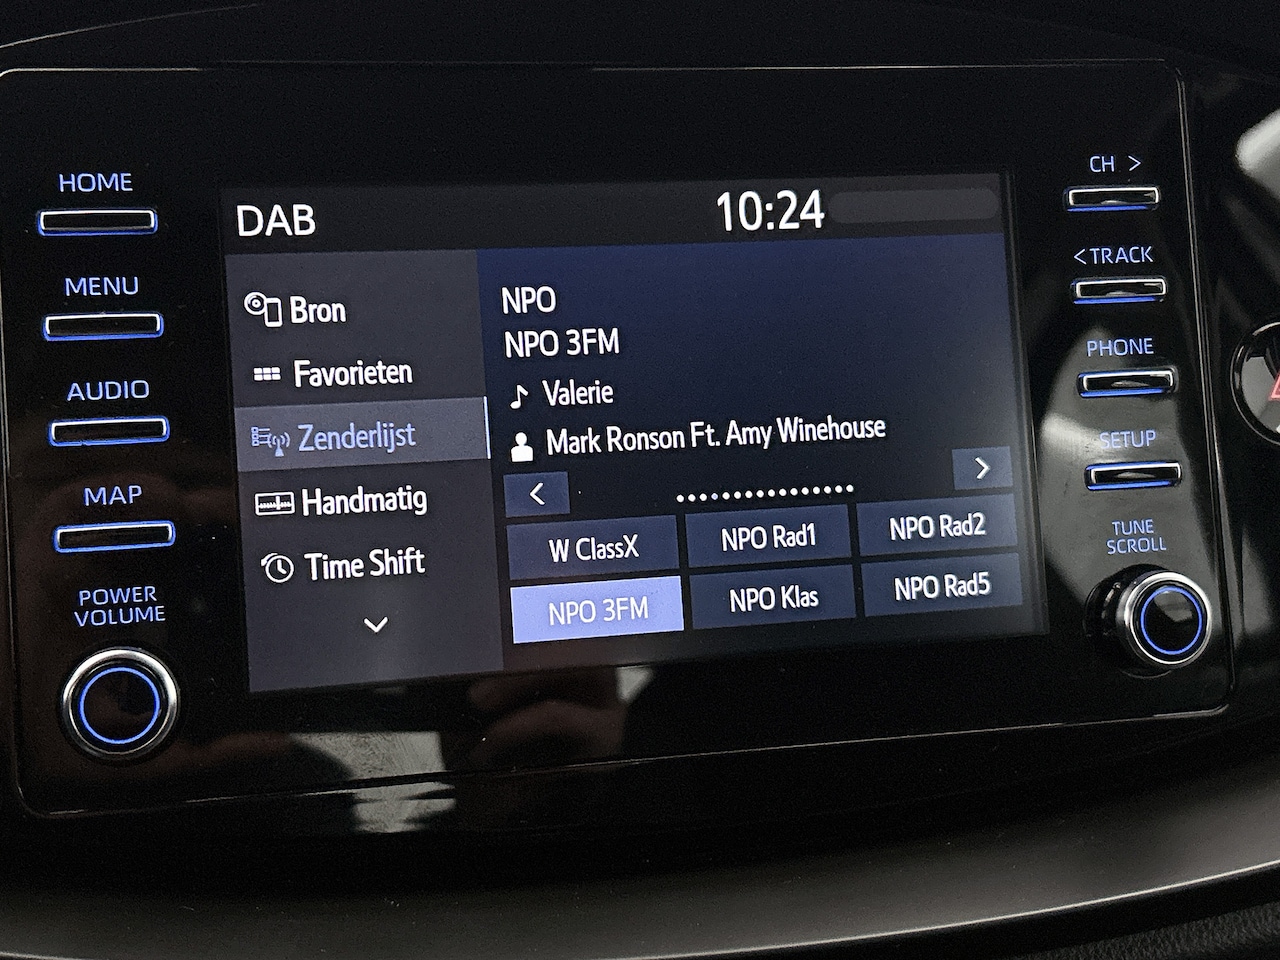 HOME
MENU
AUDIO
MAP
POWER
VOLUME
DAB
10:24
Bron
Favorieten
Zenderlijst
Handmatig
Time Shift
NPO
NPO 3FM
Valerie
Mark Ronson Ft. Amy Winehouse
<
>
W ClassX
NPO Rad1
NPO Rad2
NPO 3FM
NPO Klas
NPO Rad5
CH >
< TRACK
PHONE
SETUP
TUNE
SCROLL